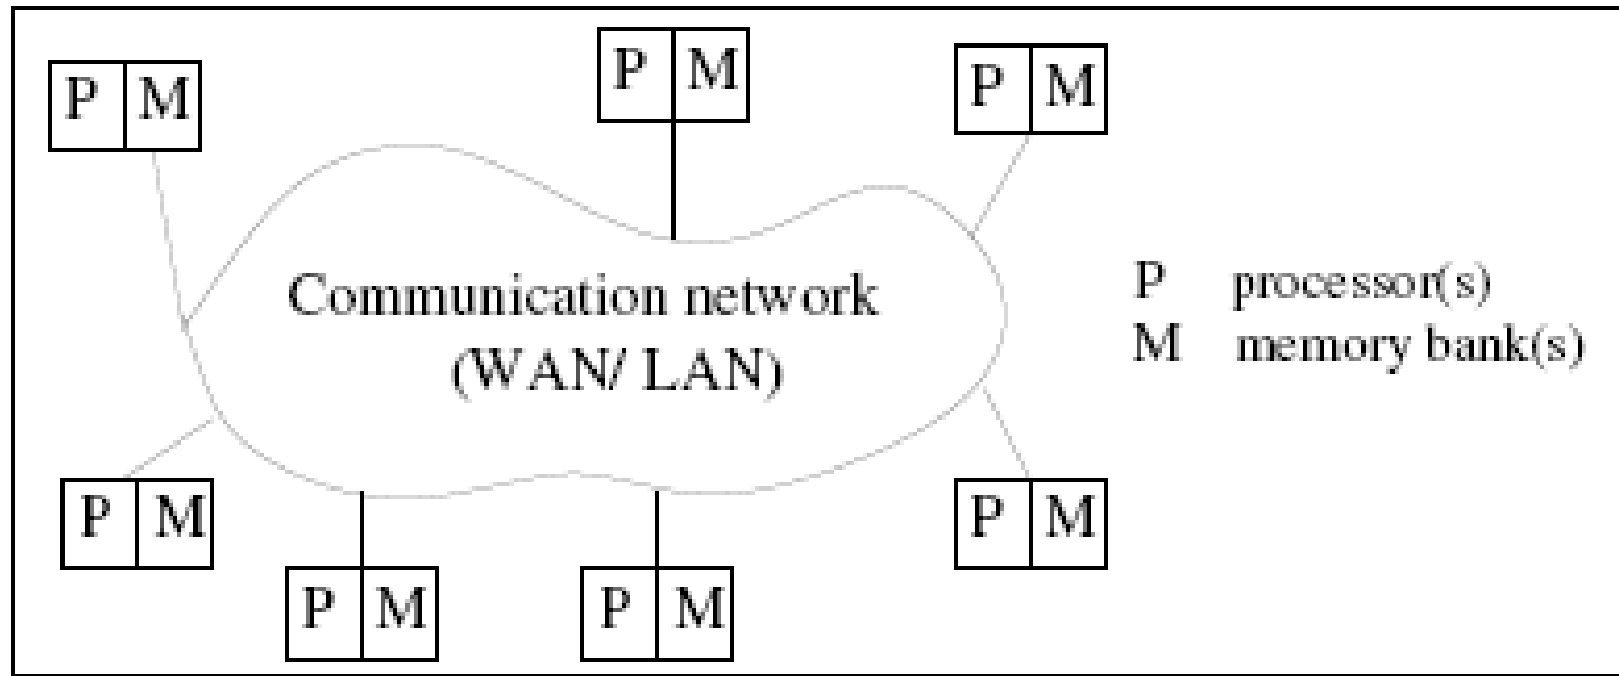 P M
P M
P M
Communication network
(WAN/ LAN)
P processor(s)
M memory bank(s)
P M
P M
P M
P M